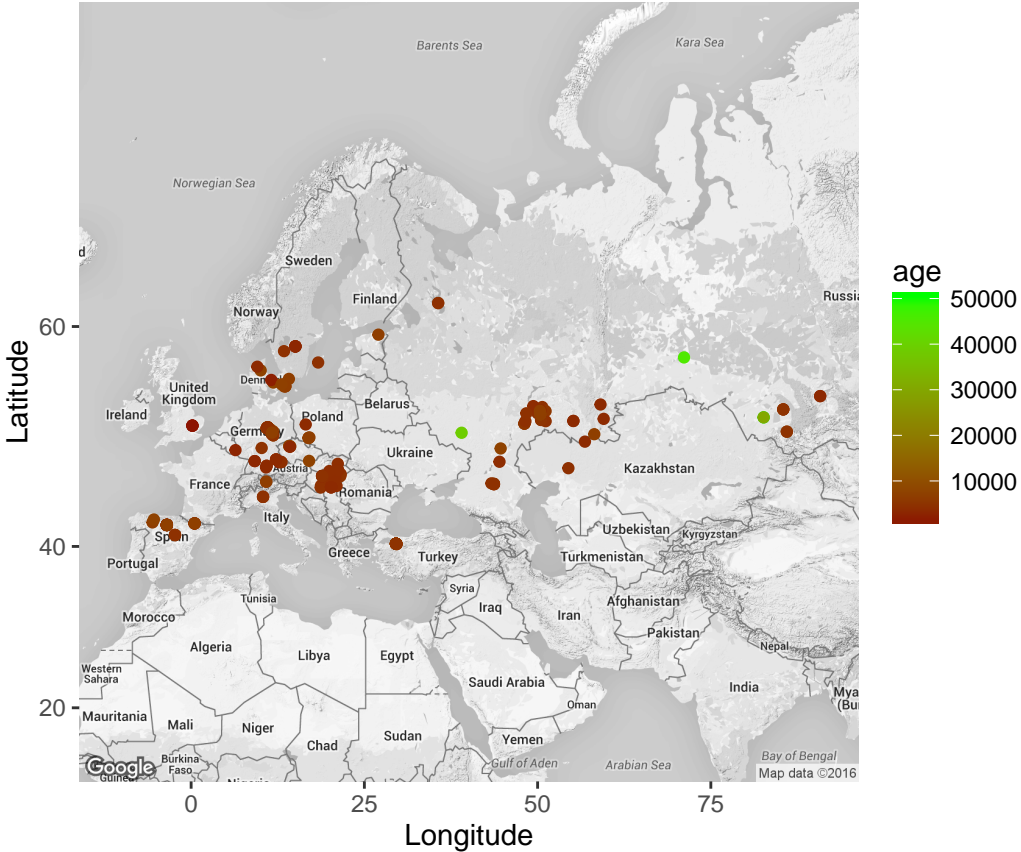 Barents Sea
Kara Sea
Norwegian Sea
d
Sweden
Finland
Norway
Russia
age
50000
40000
30000
20000
10000
60
40
20
Latitude
United
Kingdom
Ireland
Poland
Belarus
Ukraine
Kazakhstan
Austria
France
Romania
Italy
Uzbekistan
Kyrgyzstan
Spain
Portugal
Greece
Turkey
Turkmenistan
Syria
Afghanistan
Tunisia
Iraq
Iran
Morocco
Pakistan
Algeria
Libya
Egypt
Nepal
Western
Sahara
Saudi Arabia
India
Oman
Mya
(Bu
Mauritania
Mali
Niger
Chad
Sudan
Yemen
Burkina
Faso
Gulf of Aden
Arabian Sea
Bay of Bengal
Google
Map data ©2016
0
25
50
75
Longitude